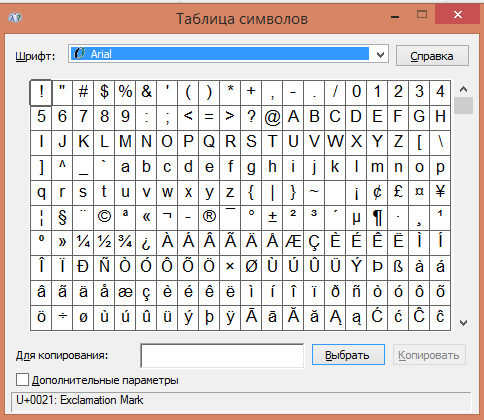 Таблица символов
Шрифт: Arial Справка
! " # $ % & ' ( ) * + , - . / 0 1 2 3 4
5 6 7 8 9 : ; < = > ? @ A B C D E F G H
I J K L M N O P Q R S T U V W X Y Z [ \
] ^ _ ` a b c d e f g h i j k l m n o p
q r s t u v w x y z { | } ~ ¡ ¢ £ ¤ ¥
¦ § ¨ © ª « ¬ - ® ¯ ° ± ² ³ ´ µ ¶ · ¸ ¹
º » ¼ ½ ¾ ¿ À Á Â Ã Ä Å Æ Ç È É Ê Ë Ì Í
Î Ï Ð Ñ Ò Ó Ô Õ Ö × Ø Ù Ú Û Ü Ý Þ ß à á
â ã ä å æ ç è é ê ë ì í î ï ð ñ ò ó ô õ
ö ÷ ø ù ú û ü ý þ ÿ Ā ā Ă ă Ą ą Ć ć Ĉ
Для копирования: Выбрать Копировать
Дополнительные параметры
U+0021: Exclamation Mark